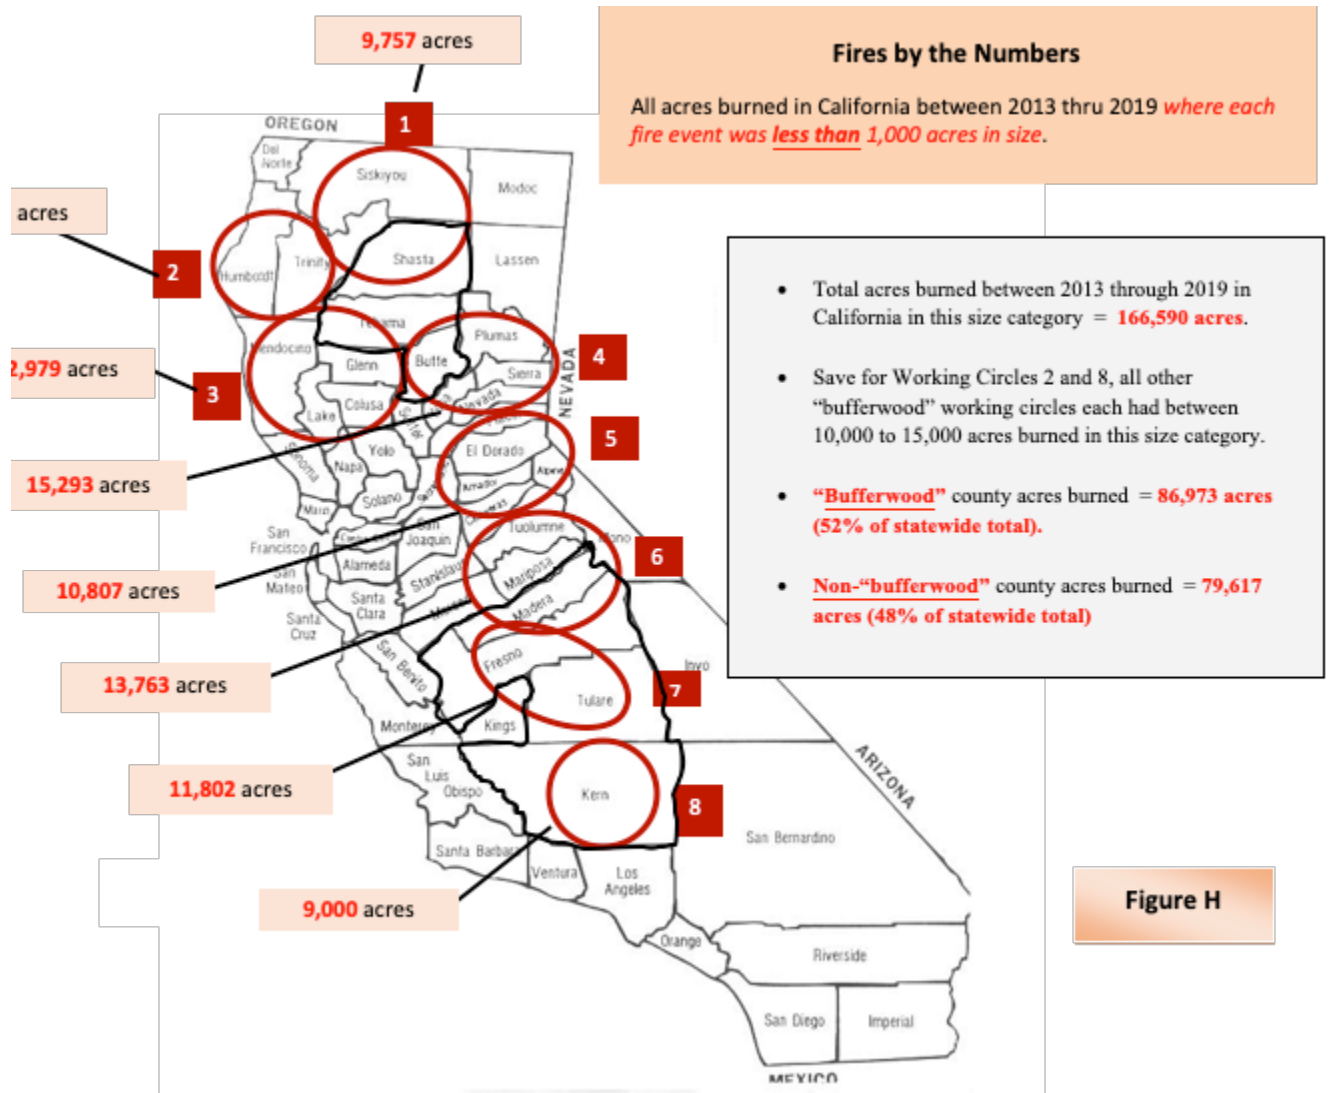 9,757 acres
Fires by the Numbers
All acres burned in California between 2013 thru 2019 where each
fire event was less than 1,000 acres in size.
1
OREGON
Del
Norte
Siskiyou
Modoc
acres
2
Humboldt
Trinity
Shasta
Lassen
Tehama
Plumas
Mendocino
Glenn
Butte
Sierra
4
NEVADA
2,979 acres
3
Lake
Colusa
Nevada
5
Sonoma
Napa
Yolo
El Dorado
Alpine
15,293 acres
Solano
Amador
Marin
San
Francisco
San
Joaquin
Tuolumne
Mono
6
10,807 acres
Alameda
Stanislaus
Mariposa
San
Mateo
Santa
Clara
Madera
Santa
Cruz
13,763 acres
San Benito
Fresno
Inyo
7
Tulare
Monterey
Kings
11,802 acres
San
Luis
Obispo
Kern
8
ARIZONA
San Bernardino
Santa Barbara
Ventura
Los
Angeles
9,000 acres
Orange
Riverside
San Diego
Imperial
MEXICO
• Total acres burned between 2013 through 2019 in
California in this size category = 166,590 acres.
• Save for Working Circles 2 and 8, all other
“bufferwood” working circles each had between
10,000 to 15,000 acres burned in this size category.
• “Bufferwood” county acres burned = 86,973 acres
(52% of statewide total).
• Non-“bufferwood” county acres burned = 79,617
acres (48% of statewide total)
Figure H